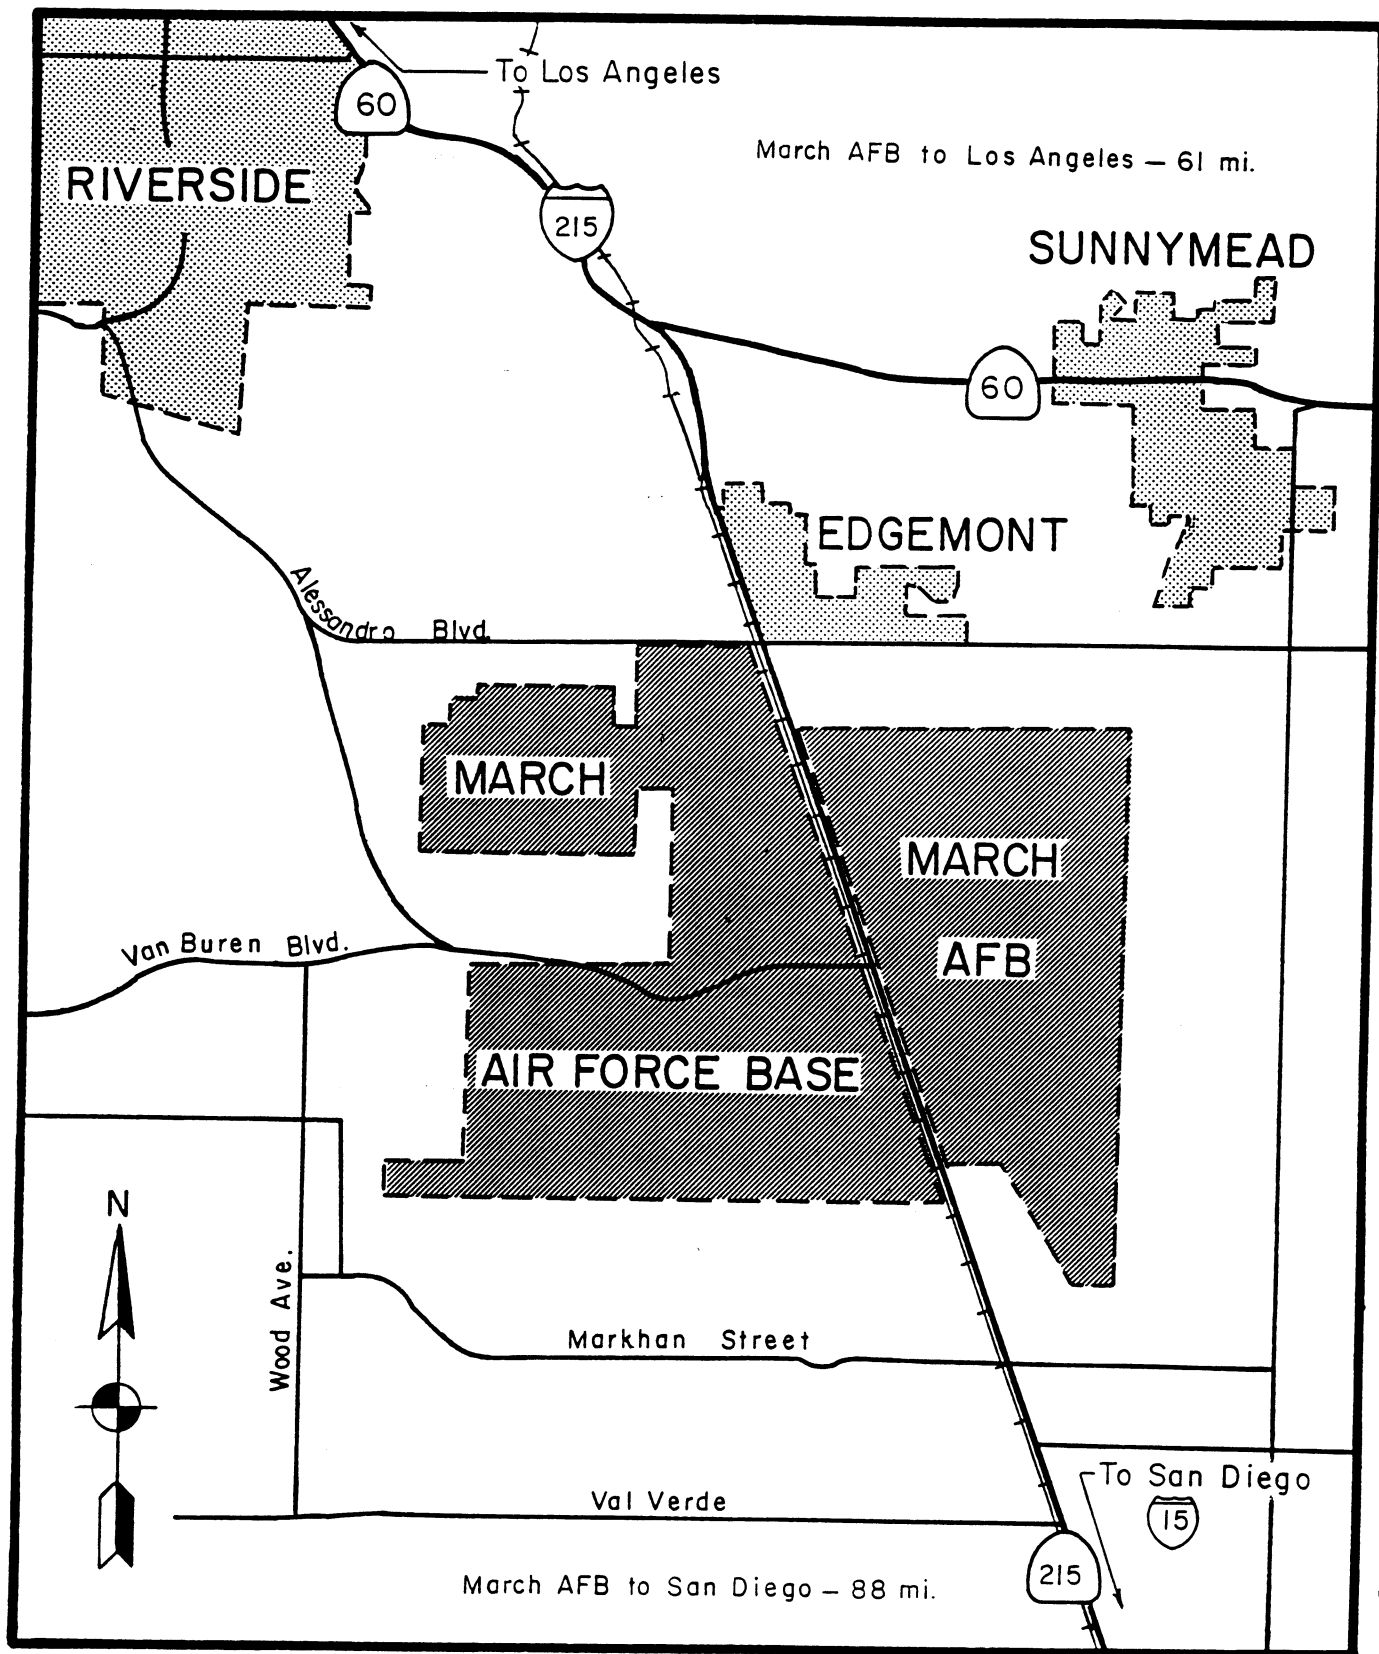 To Los Angeles
60
RIVERSIDE
March AFB to Los Angeles – 61 mi.
215
SUNNYMEAD
60
EDGEMONT
Alessandro Blvd.
MARCH
MARCH
AFB
Van Buren Blvd.
AIR FORCE BASE
N
Wood Ave.
Markhan Street
To San Diego
15
Val Verde
215
March AFB to San Diego – 88 mi.